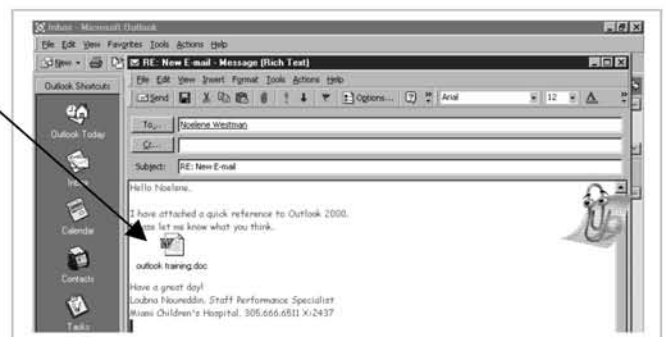 Inbox - Microsoft Outlook
File Edit View Favorites Tools Actions Help
New
RE: New E-mail - Message (Rich Text)
File Edit View Insert Format Tools Actions Help
Outlook Shortcuts
Send Options... Arial 12 A
To... Noelene Westman
Outlook Today
Cc...
Subject: RE: New E-mail
Inbox
Hello Noelene,
I have attached a quick reference to Outlook 2000.
let me know what you think.
Calendar
outlook training.doc
Contacts
Have a great day!
Loubna Noureddin, Staff Performance Specialist
Miami Children's Hospital, 305.666.6511 X:2437
Tasks